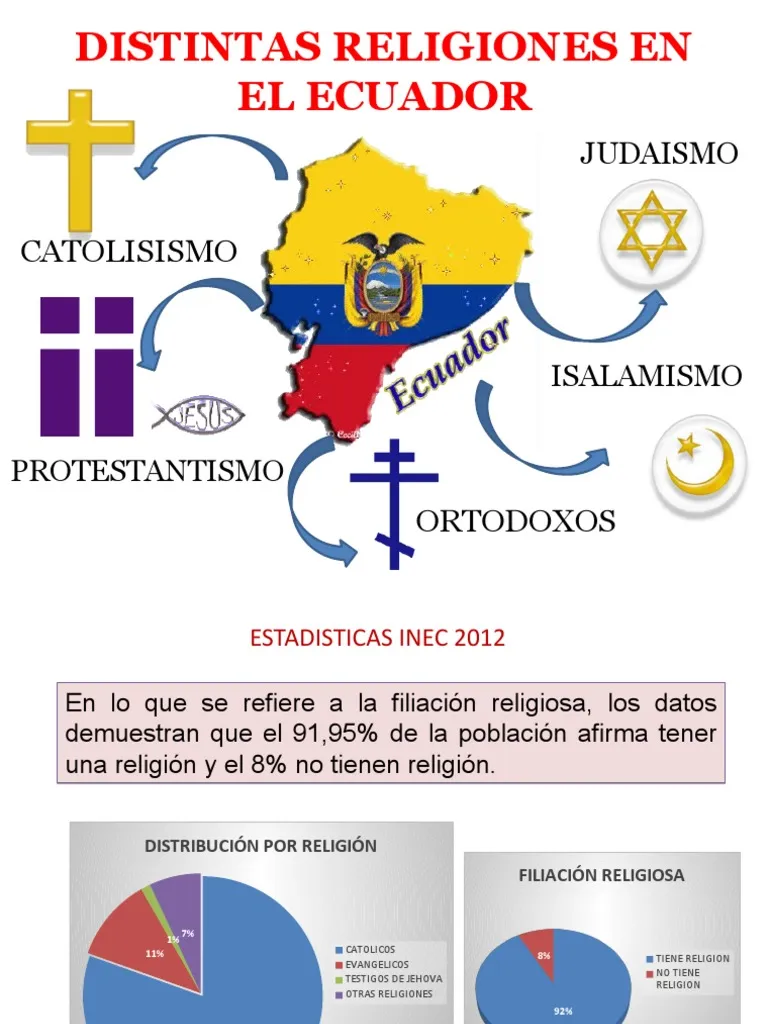 DISTINTAS RELIGIONES EN
EL ECUADOR
JUDAISMO
CATOLISISMO
Ecuador
ISALAMISMO
JESUS
PROTESTANTISMO
ORTODOXOS
ESTADISTICAS INEC 2012
En lo que se refiere a la filiación religiosa, los datos
demuestran que el 91,95% de la población afirma tener
una religión y el 8% no tienen religión.
DISTRIBUCIÓN POR RELIGIÓN
7%
1%
11%
CATOLICOS
EVANGELICOS
TESTIGOS DE JEHOVA
OTRAS RELIGIONES
FILIACIÓN RELIGIOSA
8%
92%
TIENE RELIGION
NO TIENE
RELIGION